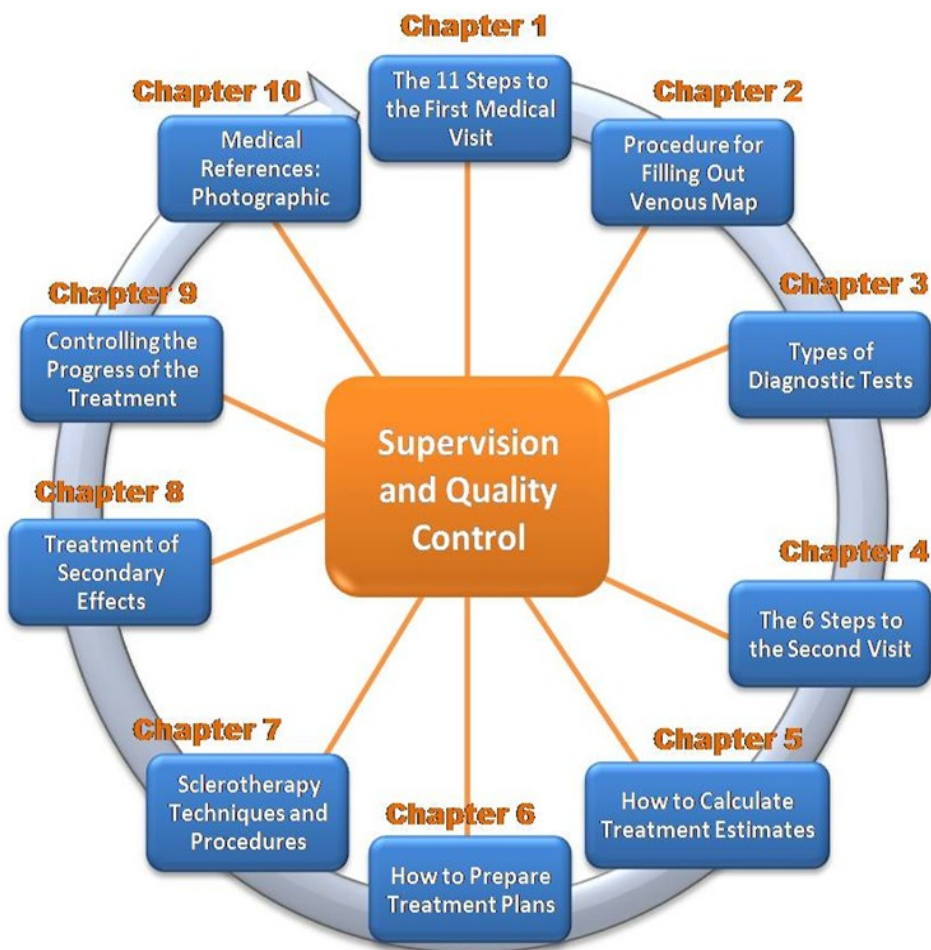 Chapter 1
The 11 Steps to
the First Medical
Visit
Chapter 2
Procedure for
Filling Out
Venous Map
Chapter 3
Types of
Diagnostic Tests
Chapter 4
The 6 Steps to
the Second Visit
Chapter 5
How to Calculate
Treatment Estimates
Chapter 6
How to Prepare
Treatment Plans
Chapter 7
Sclerotherapy
Techniques and
Procedures
Chapter 8
Treatment of
Secondary
Effects
Chapter 9
Controlling the
Progress of the
Treatment
Chapter 10
Medical
References:
Photographic
Supervision
and Quality
Control